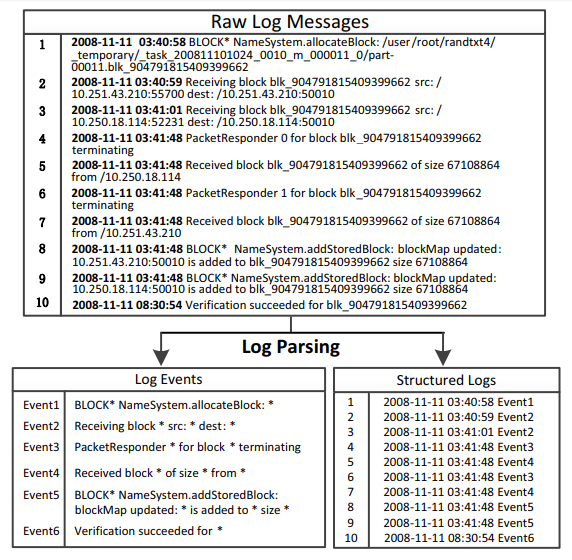 Raw Log Messages
1 2008-11-11 03:40:58 BLOCK* NameSystem.allocateBlock: /user/root/randtxt4/
_temporary/_task_200811101024_0010_m_000011_0/part-
00011.blk_904791815409399662
2 2008-11-11 03:40:59 Receiving block blk_904791815409399662 src: /
10.251.43.210:55700 dest: /10.251.43.210:50010
3 2008-11-11 03:41:01 Receiving block blk_904791815409399662 src: /
10.250.18.114:52231 dest: /10.250.18.114:50010
4 2008-11-11 03:41:48 PacketResponder 0 for block blk_904791815409399662
terminating
5 2008-11-11 03:41:48 Received block blk_904791815409399662 of size 67108864
from /10.250.18.114
6 2008-11-11 03:41:48 PacketResponder 1 for block blk_904791815409399662
terminating
7 2008-11-11 03:41:48 Received block blk_904791815409399662 of size 67108864
from /10.251.43.210
8 2008-11-11 03:41:48 BLOCK* NameSystem.addStoredBlock: blockMap updated:
10.251.43.210:50010 is added to blk_904791815409399662 size 67108864
9 2008-11-11 03:41:48 BLOCK* NameSystem.addStoredBlock: blockMap updated:
10.250.18.114:50010 is added to blk_904791815409399662 size 67108864
10 2008-11-11 08:30:54 Verification succeeded for blk_904791815409399662
Log Parsing
Log Events
Event1 BLOCK* NameSystem.allocateBlock: *
Event2 Receiving block * src: * dest: *
Event3 PacketResponder * for block * terminating
Event4 Received block * of size * from *
Event5 BLOCK* NameSystem.addStoredBlock:
blockMap updated: * is added to * size *
Event6 Verification succeeded for *
Structured Logs
1 2008-11-11 03:40:58 Event1
2 2008-11-11 03:40:59 Event2
3 2008-11-11 03:41:01 Event2
4 2008-11-11 03:41:48 Event3
5 2008-11-11 03:41:48 Event4
6 2008-11-11 03:41:48 Event3
7 2008-11-11 03:41:48 Event4
8 2008-11-11 03:41:48 Event5
9 2008-11-11 03:41:48 Event5
10 2008-11-11 08:30:54 Event6